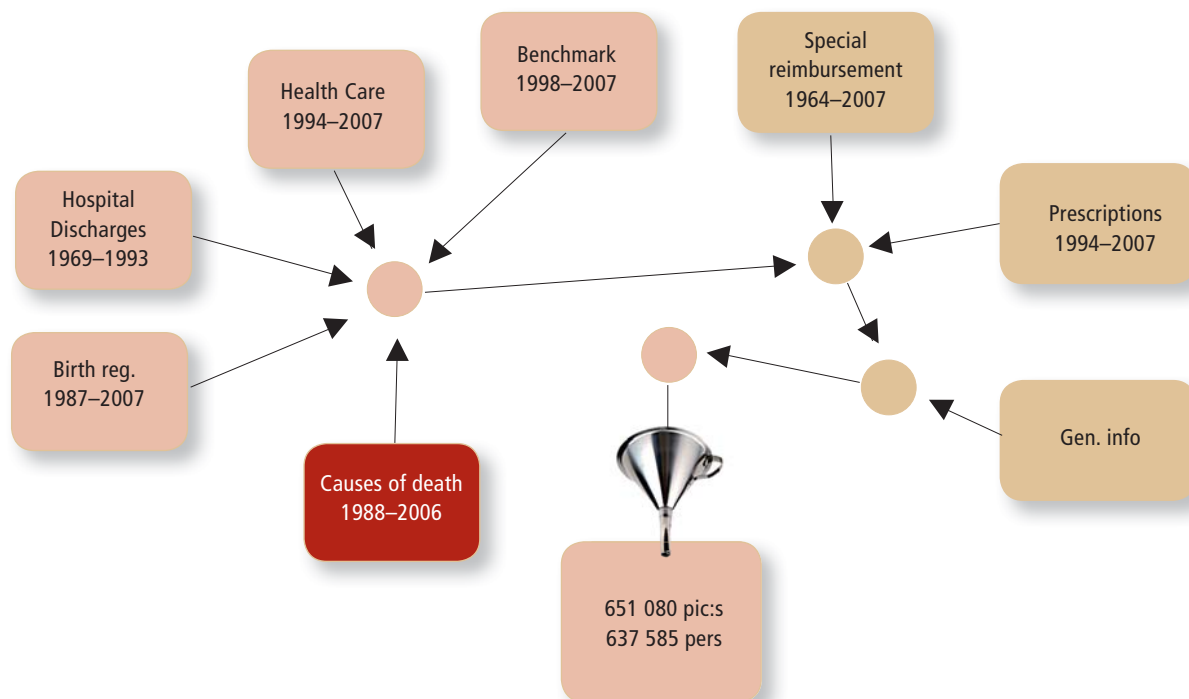 Benchmark
1998–2007
Special
reimbursement
1964–2007
Health Care
1994–2007
Hospital
Discharges
1969–1993
Prescriptions
1994–2007
Birth reg.
1987–2007
Gen. info
Causes of death
1988–2006
651 080 pic:s
637 585 pers